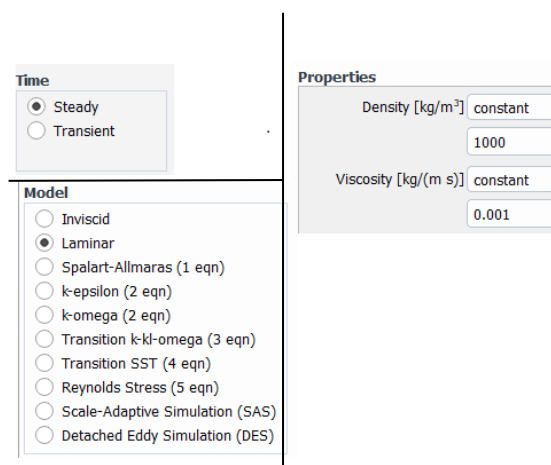 Time
Steady
Transient
Model
Inviscid
Laminar
Spalart-Allmaras (1 eqn)
k-epsilon (2 eqn)
k-omega (2 eqn)
Transition k-kl-omega (3 eqn)
Transition SST (4 eqn)
Reynolds Stress (5 eqn)
Scale-Adaptive Simulation (SAS)
Detached Eddy Simulation (DES)
Properties
Density [kg/m³] constant
1000
Viscosity [kg/(m s)] constant
0.001